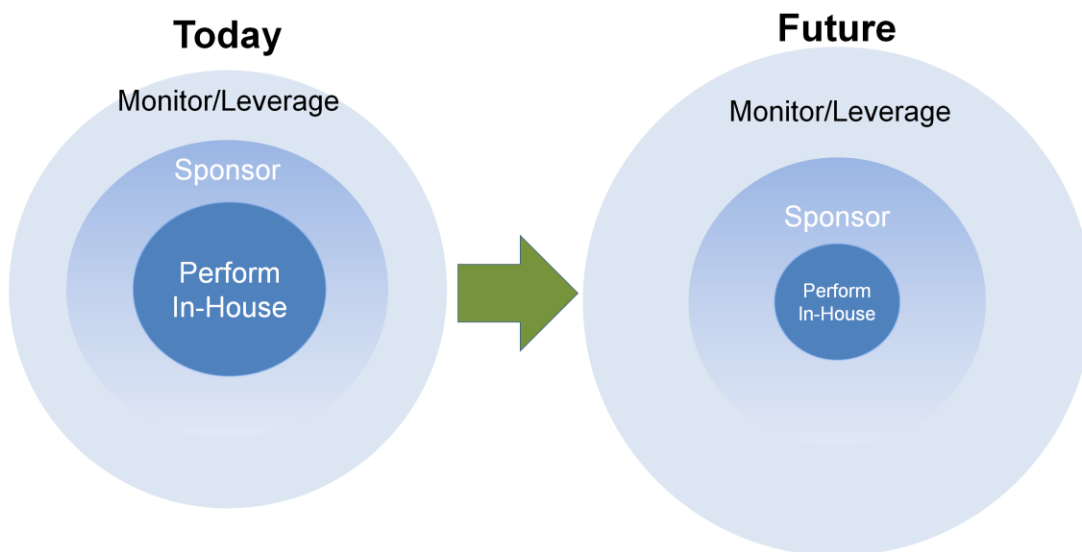 Today
Monitor/Leverage
Sponsor
Perform
In-House
Future
Monitor/Leverage
Sponsor
Perform
In-House